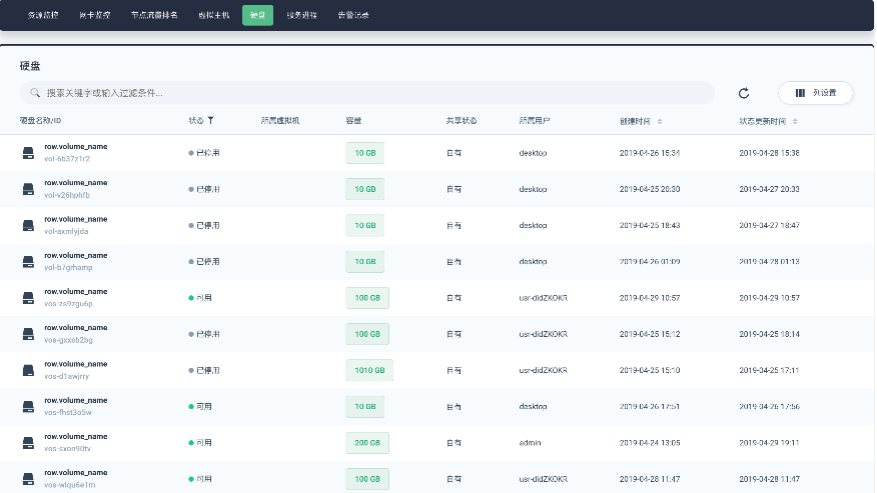 资源监控 网卡监控 节点流量排名 虚拟主机 硬盘 服务进程 告警记录
硬盘
搜索关键字或输入过滤条件... 列设置
硬盘名称/ID 状态 所属虚拟机 容量 共享状态 所属用户 创建时间 状态更新时间
row.volume_name
vol-6b37z1r2 已停用 10 GB 自有 desktop 2019-04-26 15:34 2019-04-28 15:38
row.volume_name
vol-v26hphfb 已停用 10 GB 自有 desktop 2019-04-25 20:30 2019-04-27 20:33
row.volume_name
vol-axmlyjda 已停用 10 GB 自有 desktop 2019-04-25 18:43 2019-04-27 18:47
row.volume_name
vol-b7grhamp 已停用 10 GB 自有 desktop 2019-04-26 01:09 2019-04-28 01:13
row.volume_name
vos-zs9zgu6p 可用 100 GB 自有 usr-didZKOKR 2019-04-29 10:57 2019-04-29 10:57
row.volume_name
vos-gxxsb2bg 已停用 100 GB 自有 usr-didZKOKR 2019-04-25 15:12 2019-04-25 18:14
row.volume_name
vos-d1awjrry 已停用 1010 GB 自有 usr-didZKOKR 2019-04-25 15:10 2019-04-25 17:11
row.volume_name
vos-fhst3o5w 可用 10 GB 自有 desktop 2019-04-26 17:51 2019-04-26 17:56
row.volume_name
vos-sxon90tv 可用 200 GB 自有 admin 2019-04-24 13:05 2019-04-29 19:11
row.volume_name
vos-wlqu6e1m 可用 100 GB 自有 usr-didZKOKR 2019-04-28 11:47 2019-04-28 11:47